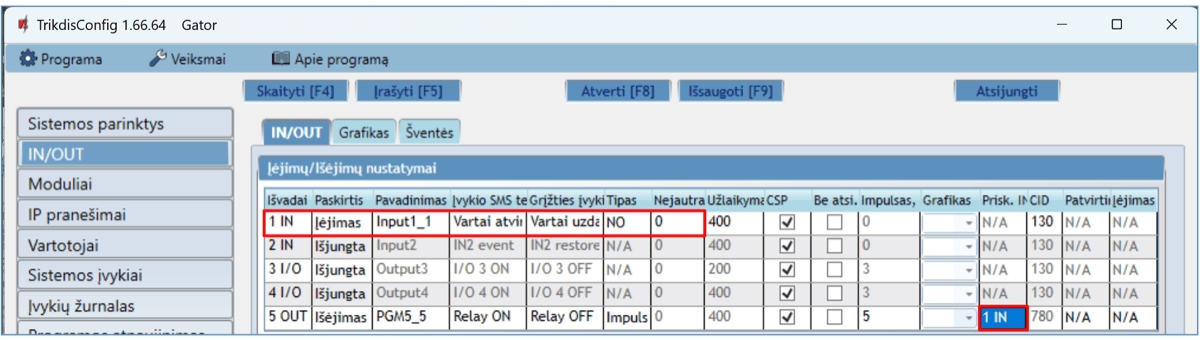 TrikdisConfig 1.66.64 Gator
Programa Veiksmai Apie programą
Skaityti [F4] Įrašyti [F5] Atverti [F8] Išsaugoti [F9] Atsijungti
Sistemos parinktys
IN/OUT
Moduliai
IP pranešimai
Vartotojai
Sistemos įvykiai
Įvykių žurnalas
IN/OUT Grafikas Šventės
Įėjimų/Išėjimų nustatymai
Išvadai Paskirtis Pavadinimas Įvykio SMS te Grįžties įvyki Tipas Nejautra Užlaikyma CSP Be atsi. Impulsas, Grafikas Prisk. IN CID Patvirtin Įėjimas
1 IN Įėjimas Input1_1 Vartai atvir Vartai uzda NO 0 400 0 N/A 130 N/A N/A
2 IN Išjungta Input2 IN2 event IN2 restore N/A 0 400 0 N/A 130 N/A N/A
3 I/O Išjungta Output3 I/O 3 ON I/O 3 OFF N/A 0 200 3 N/A 130 N/A N/A
4 I/O Išjungta Output4 I/O 4 ON I/O 4 OFF N/A 0 400 3 N/A 130 N/A N/A
5 OUT Išėjimas PGM5_5 Relay ON Relay OFF Impuls 0 400 5 1 IN 780 N/A N/A